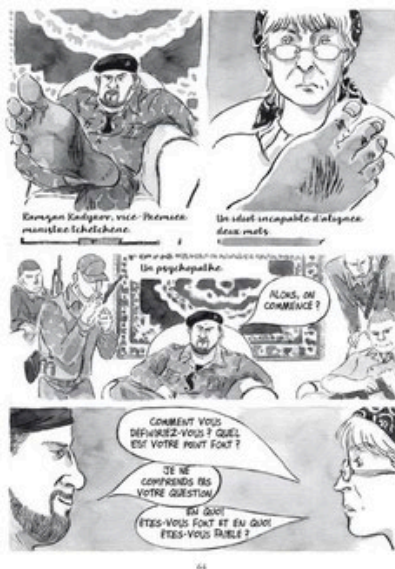 Ramzan Kadyrov, vice-Premier
ministre tchétchène.
Un idiot incapable d'aligner
deux mots.
Un psychopathe.
ALORS, ON
COMMENCE ?
COMMENT VOUS
DÉFINIRIEZ-VOUS ? QUEL
EST VOTRE POINT FORT ?
JE NE
COMPRENDS PAS
VOTRE QUESTION
EN QUOI
ÊTES-VOUS FORT ET EN QUOI
ÊTES-VOUS FAIBLE ?